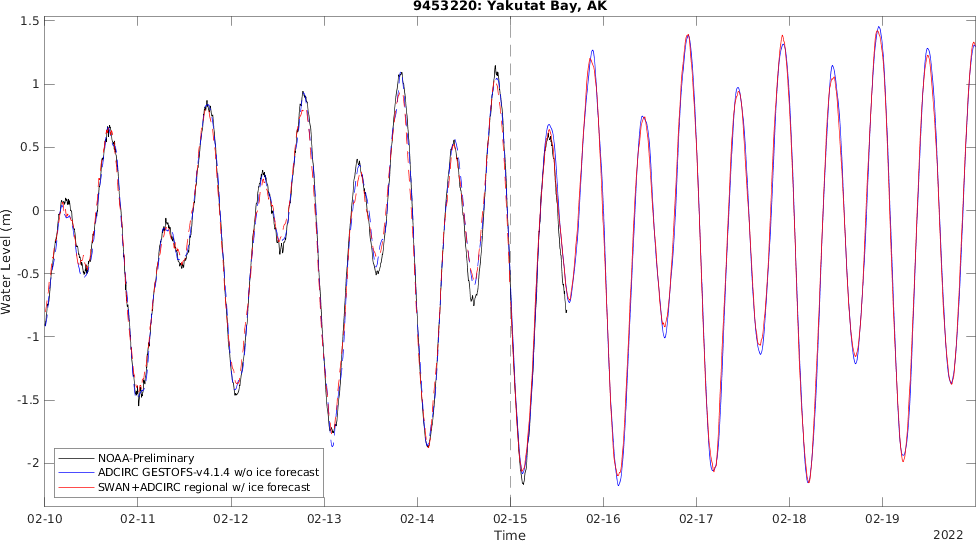 9453220: Yakutat Bay, AK
1.5
1
0.5
0
-0.5
-1
-1.5
-2
Water Level (m)
NOAA-Preliminary
ADCIRC GESTOFS-v4.1.4 w/o ice forecast
SWAN+ADCIRC regional w/ ice forecast
02-10 02-11 02-12 02-13 02-14 02-15 02-16 02-17 02-18 02-19
Time
2022